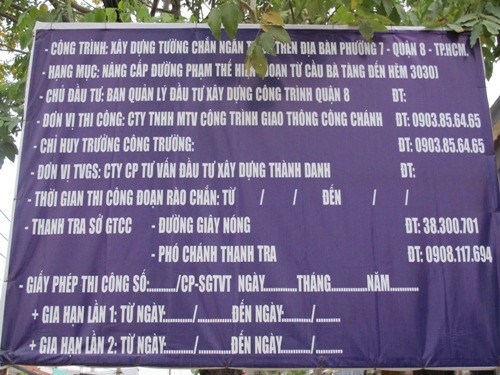 - CÔNG TRÌNH: XÂY DỰNG TƯỜNG CHẮN NGĂN TRÊN ĐỊA BÀN PHƯỜNG 7 - QUẬN 8 - TP.HCM.
- HẠNG MỤC: NÂNG CẤP ĐƯỜNG PHẠM THẾ HIỂN ĐOẠN TỪ CẦU BÀ TÀNG ĐẾN HẺM 3030)
- CHỦ ĐẦU TƯ: BAN QUẢN LÝ ĐẦU TƯ XÂY DỰNG CÔNG TRÌNH QUẬN 8 ĐT:
- ĐƠN VỊ THI CÔNG: CTY TNHH MTV CÔNG TRÌNH GIAO THÔNG CÔNG CHÁNH ĐT: 0903.85.64.65
- CHỈ HUY TRƯỞNG CÔNG TRƯỜNG: ĐT: 0903.85.64.65
- ĐƠN VỊ TVGS: CTY CP TƯ VẤN ĐẦU TƯ XÂY DỰNG THÀNH DANH ĐT:
- THỜI GIAN THI CÔNG ĐOẠN RÀO CHẮN: TỪ / / ĐẾN / /
- THANH TRA SỞ GTCC - ĐƯỜNG GIÂY NÓNG ĐT: 38.300.701
- PHÓ CHÁNH THANH TRA ĐT: 0908.117.694
- GIẤY PHÉP THI CÔNG SỐ:........./CP-SGTVT NGÀY...........THÁNG...........NĂM..........
+ GIA HẠN LẦN 1: TỪ NGÀY:........./.........ĐẾN NGÀY:......../........
+ GIA HẠN LẦN 2: TỪ NGÀY:........./.........ĐẾN NGÀY:......../........